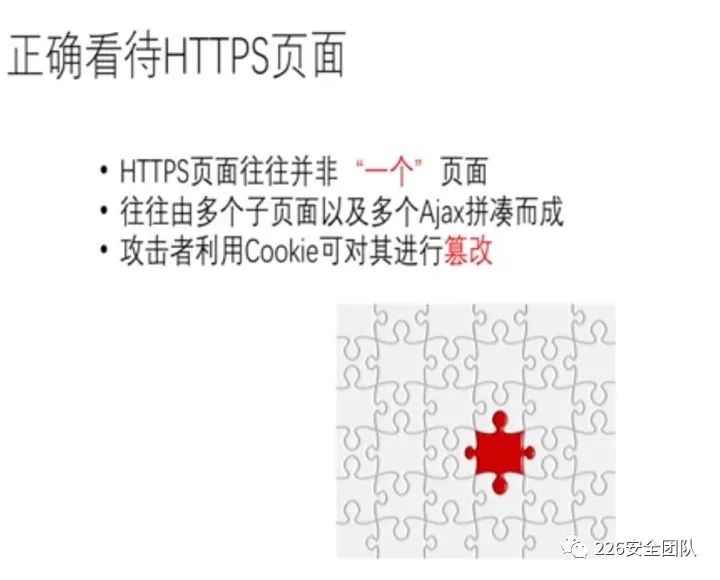 正确看待HTTPS页面
• HTTPS页面往往并非“一个”页面
• 往往由多个子页面以及多个Ajax拼凑而成
• 攻击者利用Cookie可对其进行篡改
226安全团队